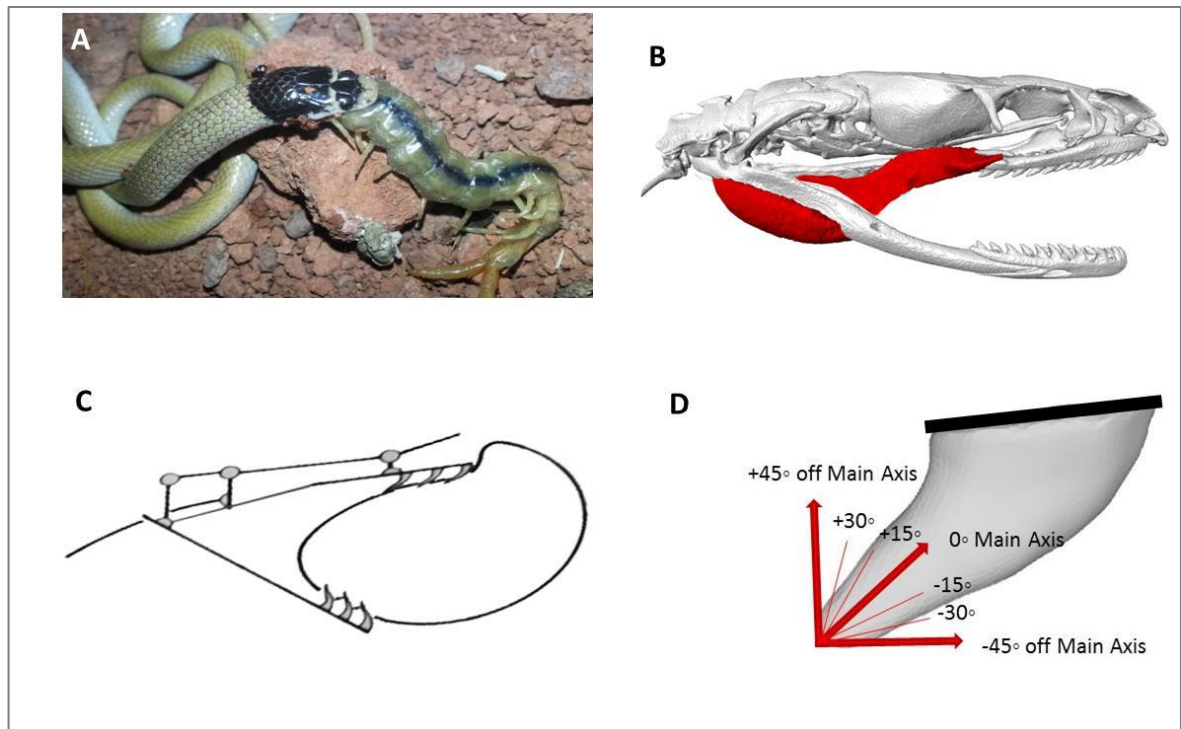 A
B
C
D
+45○ off Main Axis
+30○
+15○
0○ Main Axis
-15○
-30○
-45○ off Main Axis